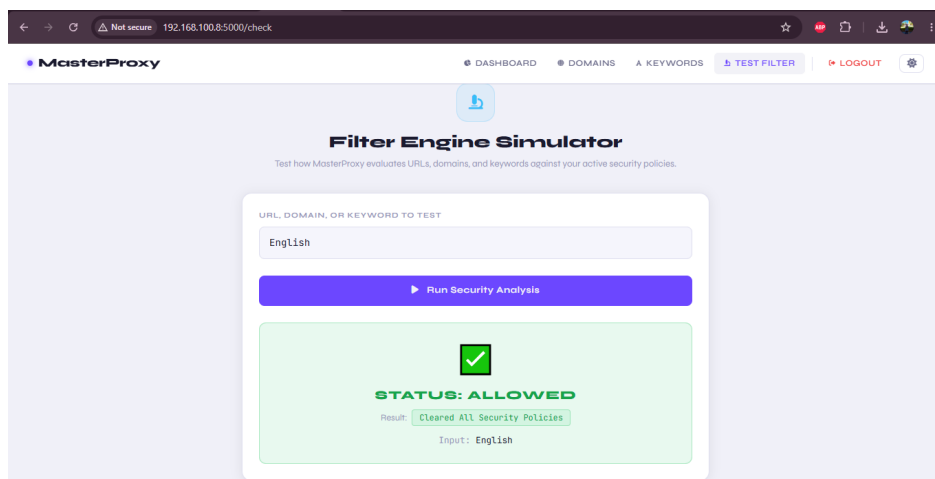 Not secure 192.168.100.8:5000/check
ABP
MasterProxy DASHBOARD DOMAINS KEYWORDS TEST FILTER LOGOUT
Filter Engine Simulator
Test how MasterProxy evaluates URLs, domains, and keywords against your active security policies.
URL, DOMAIN, OR KEYWORD TO TEST
English
Run Security Analysis
STATUS: ALLOWED
Result: Cleared All Security Policies
Input: English